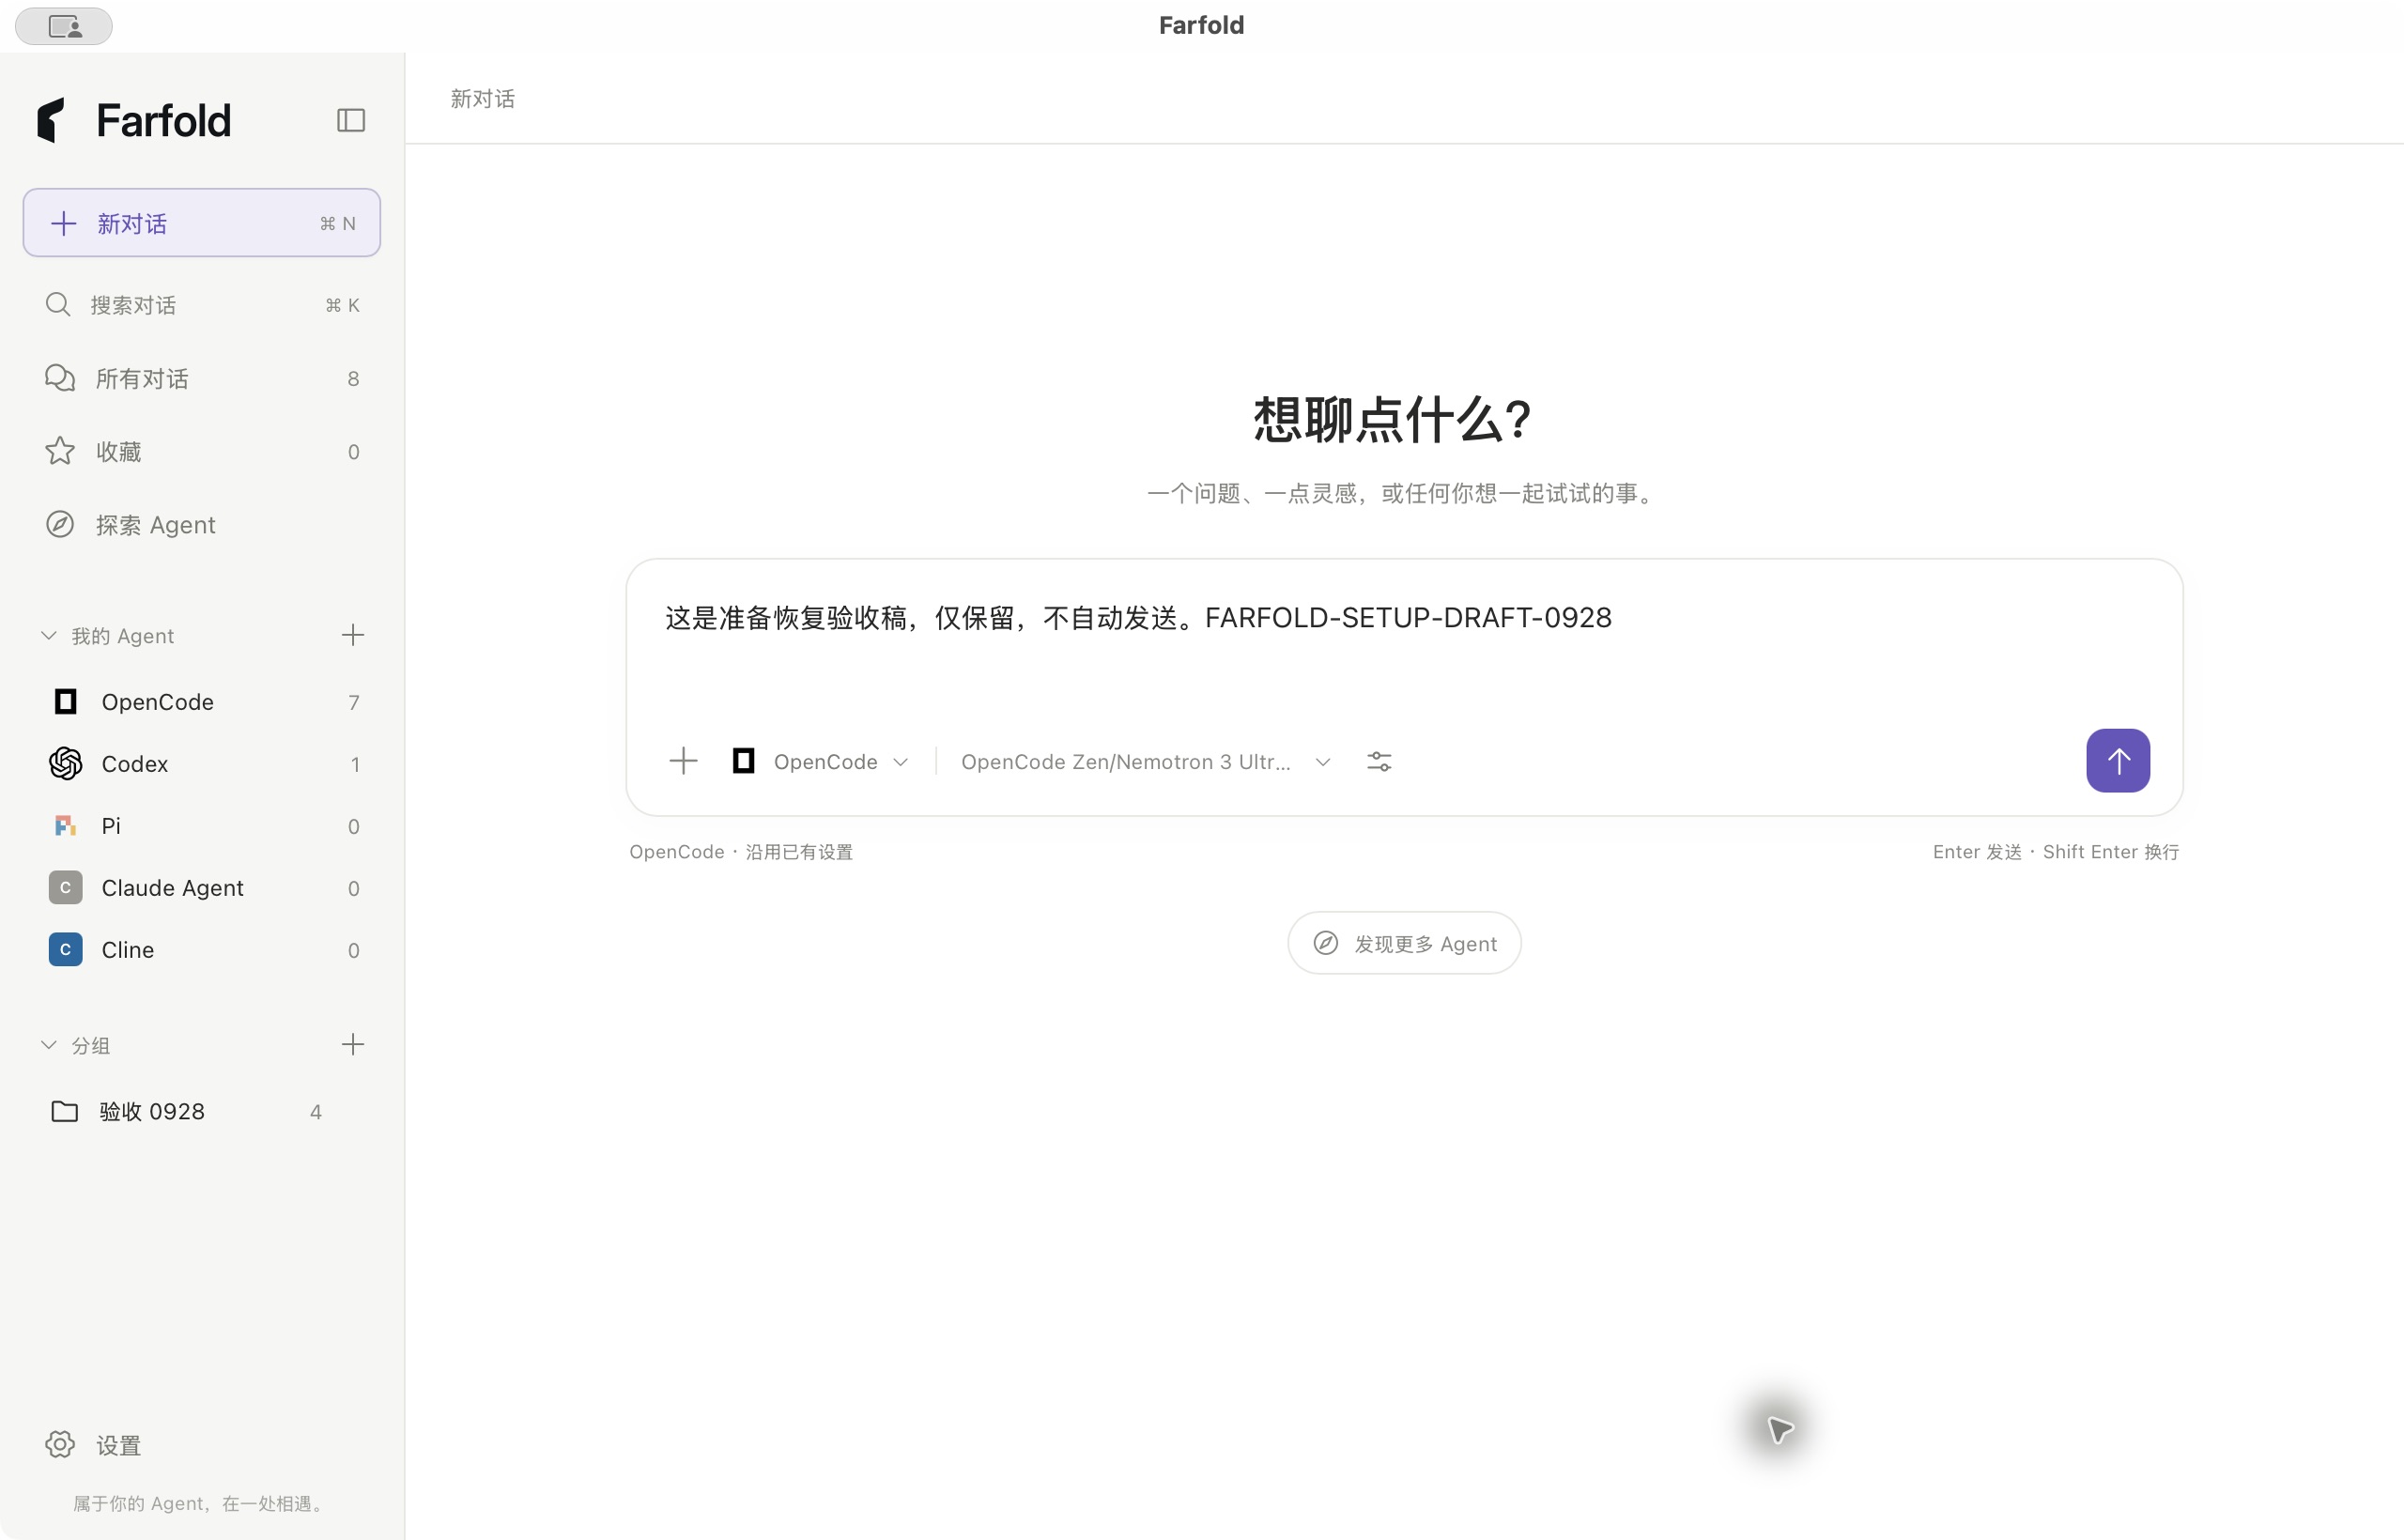 Farfold
Farfold
新对话 ⌘ N
搜索对话 ⌘ K
所有对话 8
收藏 0
探索 Agent
我的 Agent
OpenCode 7
Codex 1
Pi 0
C Claude Agent 0
C Cline 0
分组
验收 0928 4
设置
属于你的 Agent，在一处相遇。
新对话
想聊点什么？
一个问题、一点灵感，或任何你想一起试试的事。
这是准备恢复验收稿，仅保留，不自动发送。FARFOLD-SETUP-DRAFT-0928
OpenCode OpenCode Zen/Nemotron 3 Ultr...
OpenCode · 沿用已有设置 Enter 发送 · Shift Enter 换行
发现更多 Agent